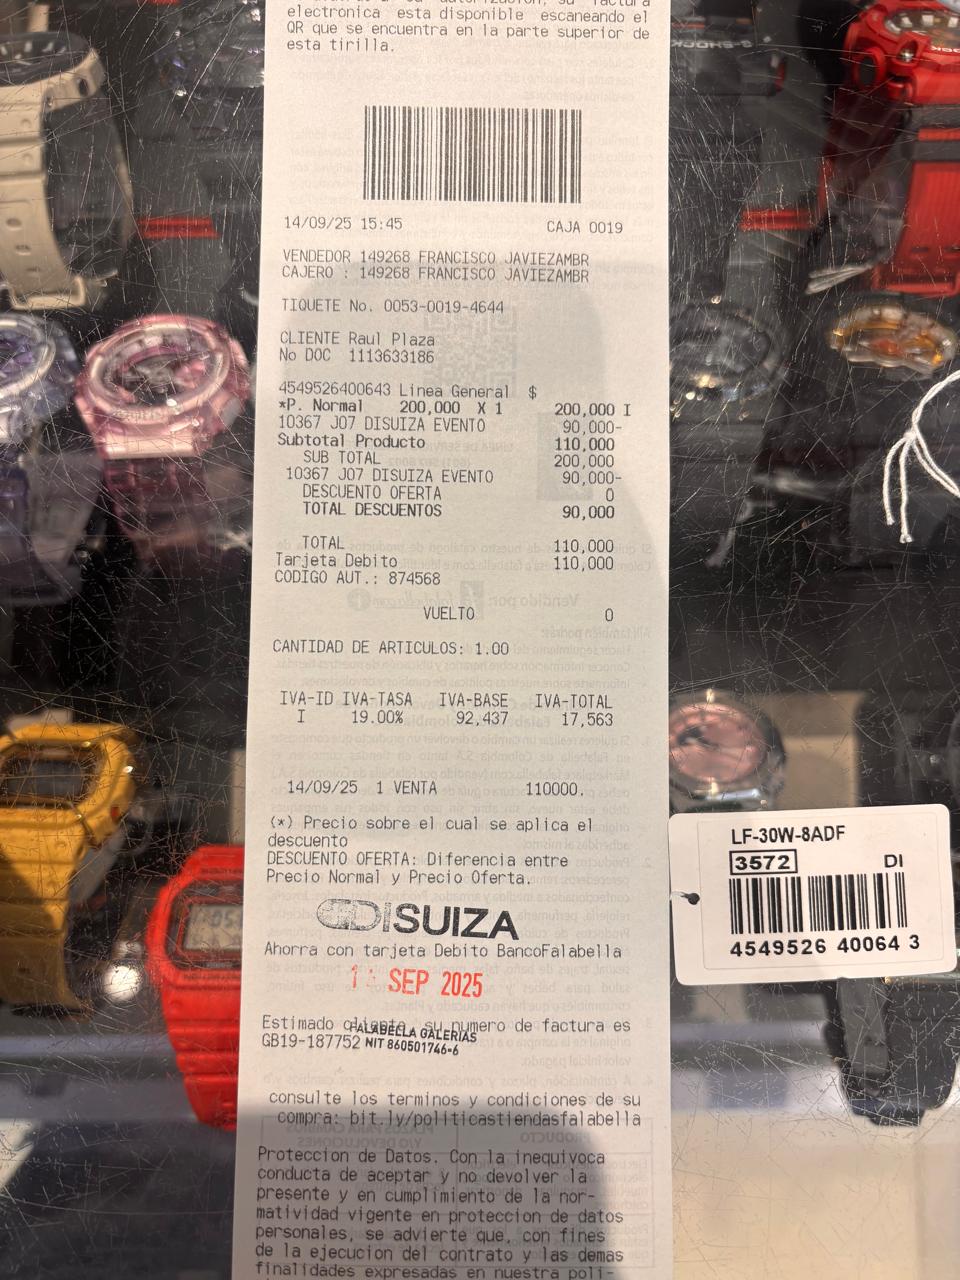 electronica esta disponible escaneando el
QR que se encuentra en la parte superior de
esta tirilla.
14/09/25 15:45 CAJA 0019
VENDEDOR 149268 FRANCISCO JAVIEZAMBR
CAJERO : 149268 FRANCISCO JAVIEZAMBR
TIQUETE No. 0053-0019-4644
CLIENTE Raul Plaza
No DOC 1113633186
4549526400643 Linea General $
*P. Normal 200,000 X 1 200,000 I
10367 J07 DISUIZA EVENTO 90,000-
Subtotal Producto 110,000
SUB TOTAL 200,000
10367 J07 DISUIZA EVENTO 90,000-
DESCUENTO OFERTA 0
TOTAL DESCUENTOS 90,000
TOTAL 110,000
Tarjeta Debito 110,000
CODIGO AUT.: 874568
VUELTO 0
CANTIDAD DE ARTICULOS: 1.00
IVA-ID IVA-TASA IVA-BASE IVA-TOTAL
I 19.00% 92,437 17,563
14/09/25 1 VENTA 110000.
(*) Precio sobre el cual se aplica el
descuento
DESCUENTO OFERTA: Diferencia entre
Precio Normal y Precio Oferta.
DISUIZA
Ahorra con tarjeta Debito BancoFalabella
SEP 2025
Estimado cliente, su numero de factura es
FALABELLA GALERIAS
GB19-187752
NIT 860501746-6
consulte los terminos y condiciones de su
compra: bit.ly/politicastiendasfalabella
Proteccion de Datos. Con la inequivoca
conducta de aceptar y no devolver la
presente y en cumplimiento de la nor-
matividad vigente en proteccion de datos
personales, se advierte que, con fines
de la ejecucion del contrato y las demas
finalidades expresadas en nuestra poli-
LF-30W-8ADF
3572 DI
4549526 40064 3
G-SHOCK